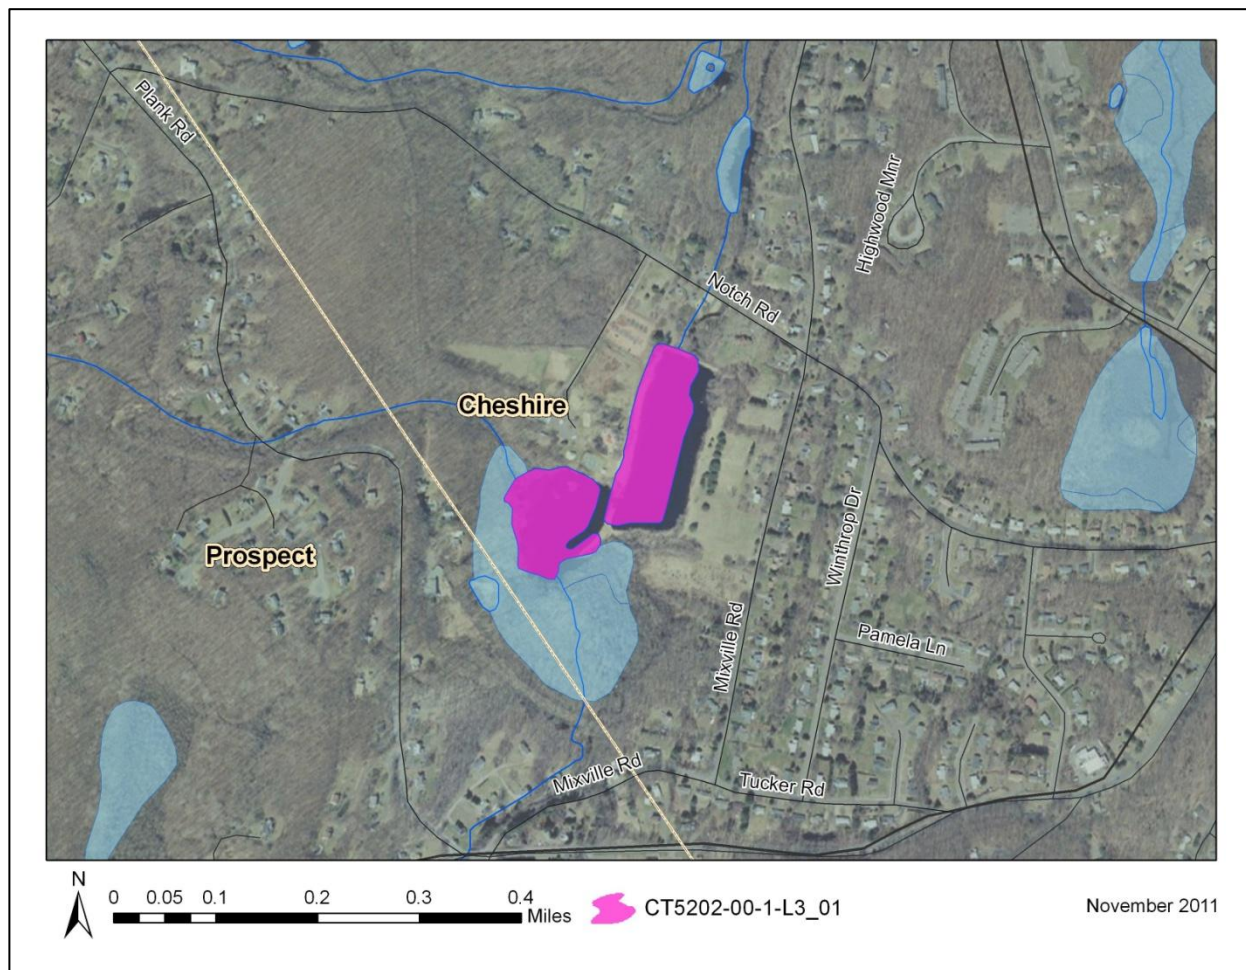 Plank Rd
Highwood Mnr
Notch Rd
Cheshire
Prospect
Winthrop Dr
Mixville Rd
Pamela Ln
Mixville Rd
Tucker Rd
N
0 0.05 0.1 0.2 0.3 0.4
Miles
CT5202-00-1-L3_01
November 2011